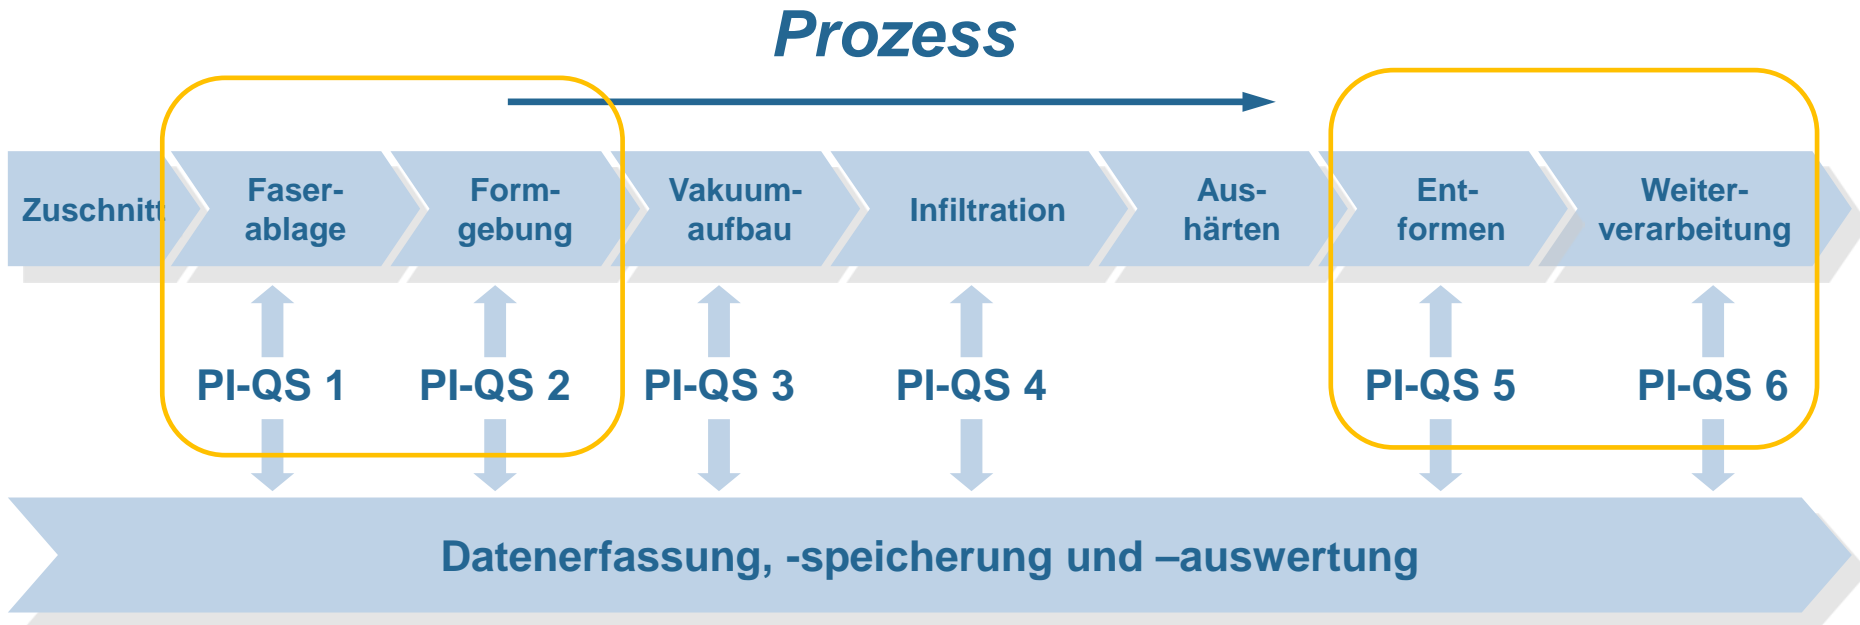 Prozess
Zuschnitt
Faser-
ablage
Form-
gebung
Vakuum-
aufbau
Infiltration
Aus-
härten
Ent-
formen
Weiter-
verarbeitung
PI-QS 1
PI-QS 2
PI-QS 3
PI-QS 4
PI-QS 5
PI-QS 6
Datenerfassung, -speicherung und –auswertung